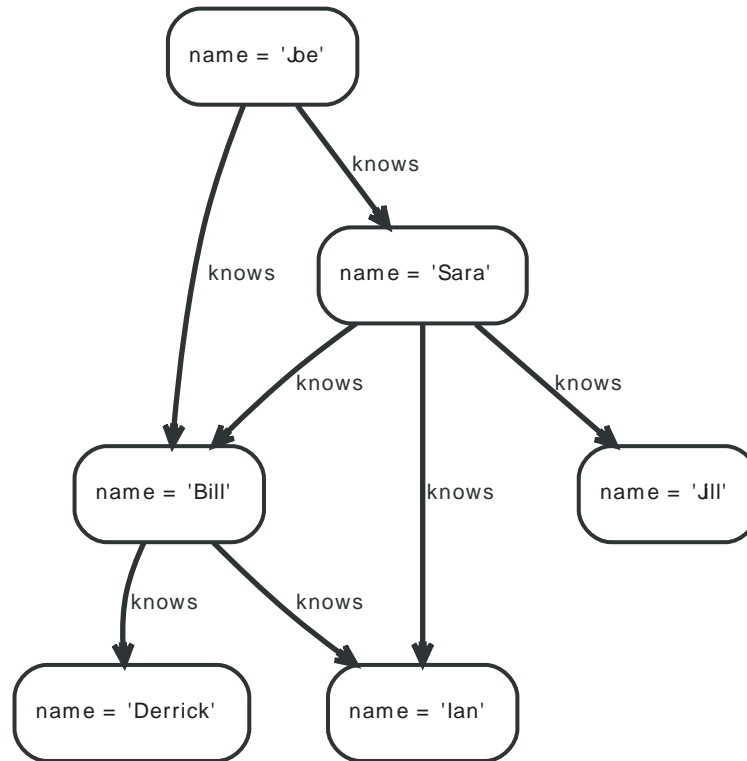 name = 'Joe'
knows
name = 'Sara'
knows
knows
knows
name = 'Bill'
knows
name = 'Jill'
knows
knows
name = 'Derrick'
name = 'Ian'